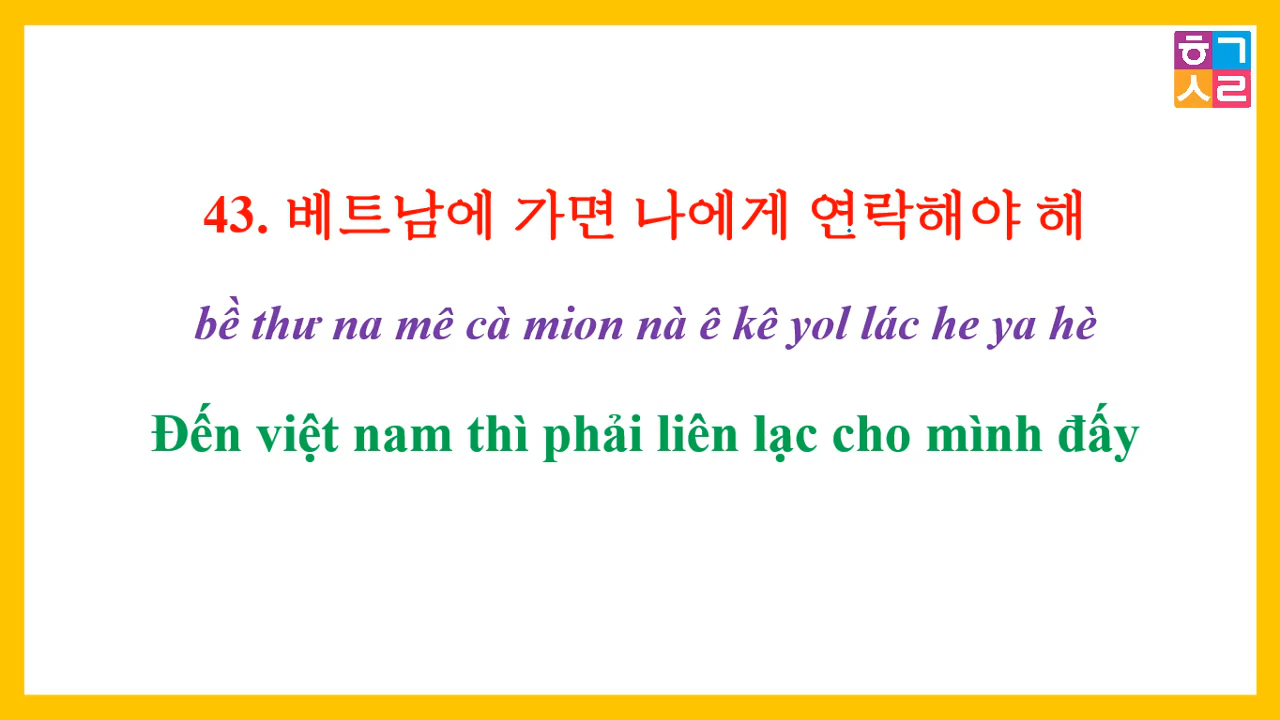 ㅎㄱ
ㅅㄹ
43. 베트남에 가면 나에게 연락해야 해
bề thư na mê cà mion nà ê kê yol lác he ya hè
Đến việt nam thì phải liên lạc cho mình đấy